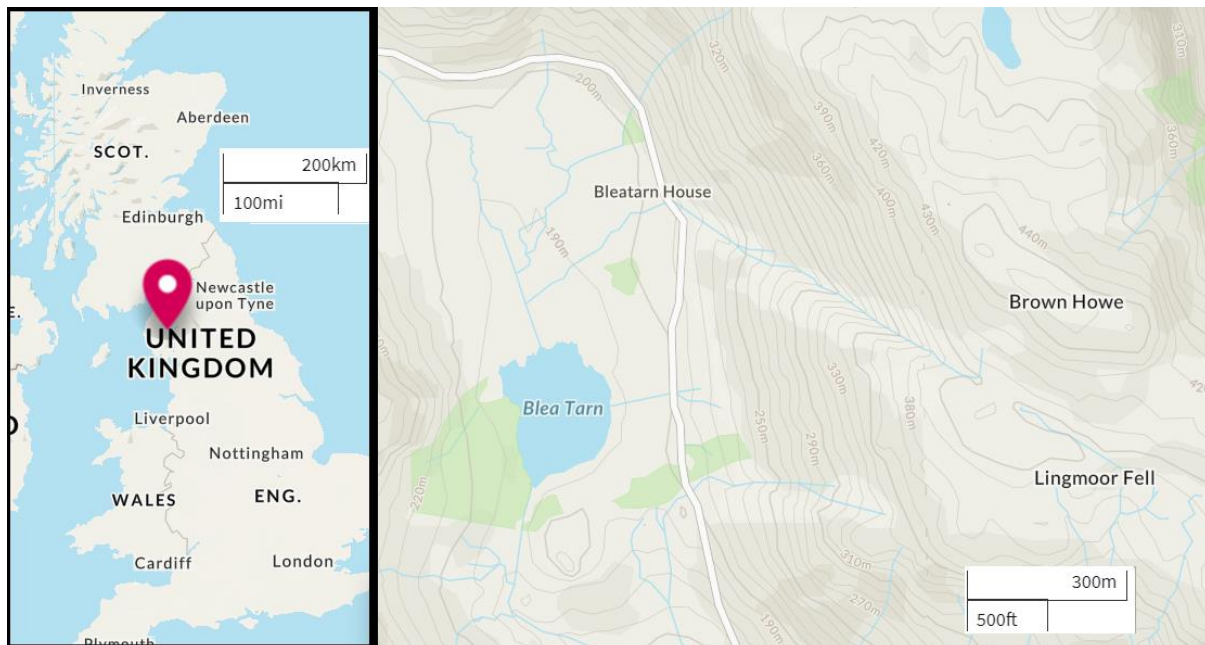 Inverness
Aberdeen
SCOT.
200km
100mi
Edinburgh
Newcastle
upon Tyne
E.
UNITED
KINGDOM
Liverpool
Nottingham
WALES
ENG.
Cardiff
London
Plymouth
200m
320m
310m
390m
420m
360m
360m
400m
430m
Bleatarn House
190m
440m
Brown Howe
330m
380m
Blea Tarn
250m
290m
220m
Lingmoor Fell
310m
270m
190m
300m
500ft